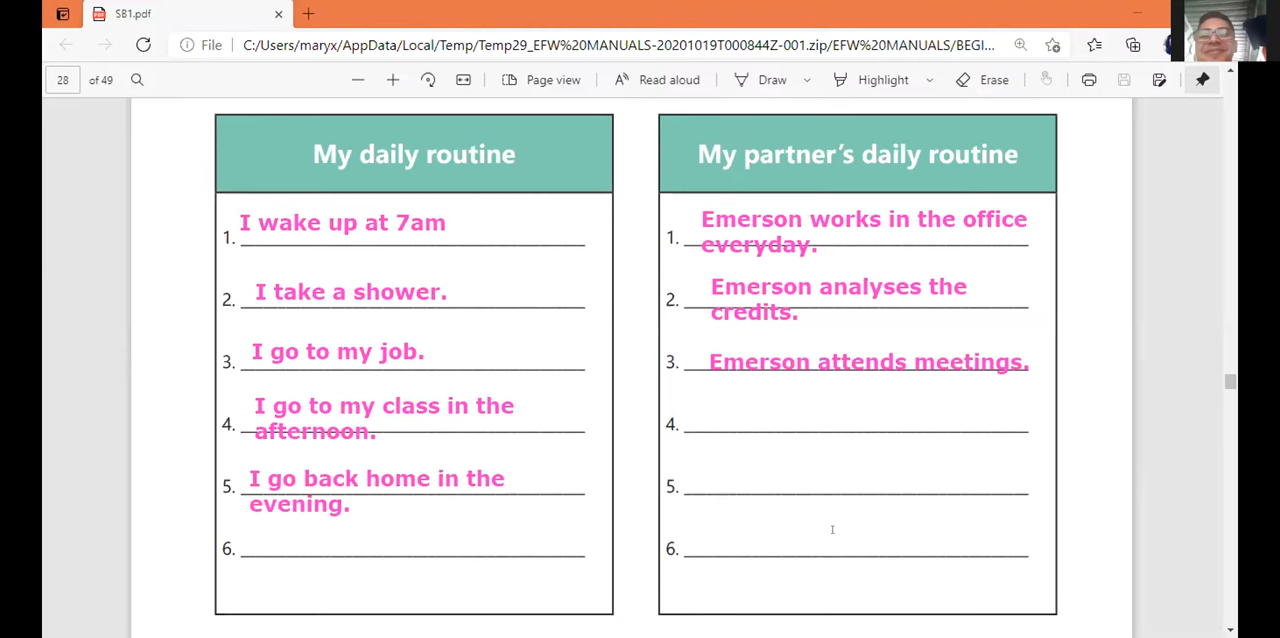 SB1.pdf
File
C:/Users/maryx/AppData/Local/Temp/Temp29_EFW%20MANUALS-20201019T000844Z-001.zip/EFW%20MANUALS/BEGI...
28 of 49
Page view
Read aloud
Draw
Highlight
Erase
My daily routine
1. I wake up at 7am
2. I take a shower.
3. I go to my job.
4. I go to my class in the
afternoon.
5. I go back home in the
evening.
6.
My partner's daily routine
1. Emerson works in the office
everyday.
2. Emerson analyses the
credits.
3. Emerson attends meetings.
4.
5.
6.